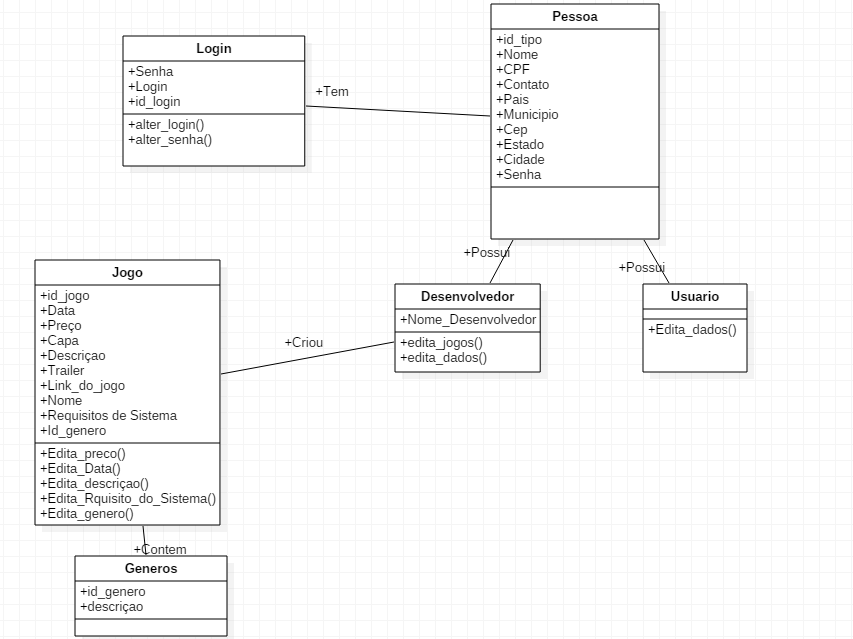 Pessoa
+id_tipo
+Nome
+CPF
+Contato
+Pais
+Municipio
+Cep
+Estado
+Cidade
+Senha
Login
+Senha
+Login
+id_login
+alter_login()
+alter_senha()
+Tem
+Possui
+Possui
Desenvolvedor
+Nome_Desenvolvedor
+edita_jogos()
+edita_dados()
Usuario
+Edita_dados()
+Criou
Jogo
+id_jogo
+Data
+Preço
+Capa
+Descriçao
+Trailer
+Link_do_jogo
+Nome
+Requisitos de Sistema
+Id_genero
+Edita_preco()
+Edita_Data()
+Edita_descriçao()
+Edita_Rquisito_do_Sistema()
+Edita_genero()
+Contem
Generos
+id_genero
+descriçao